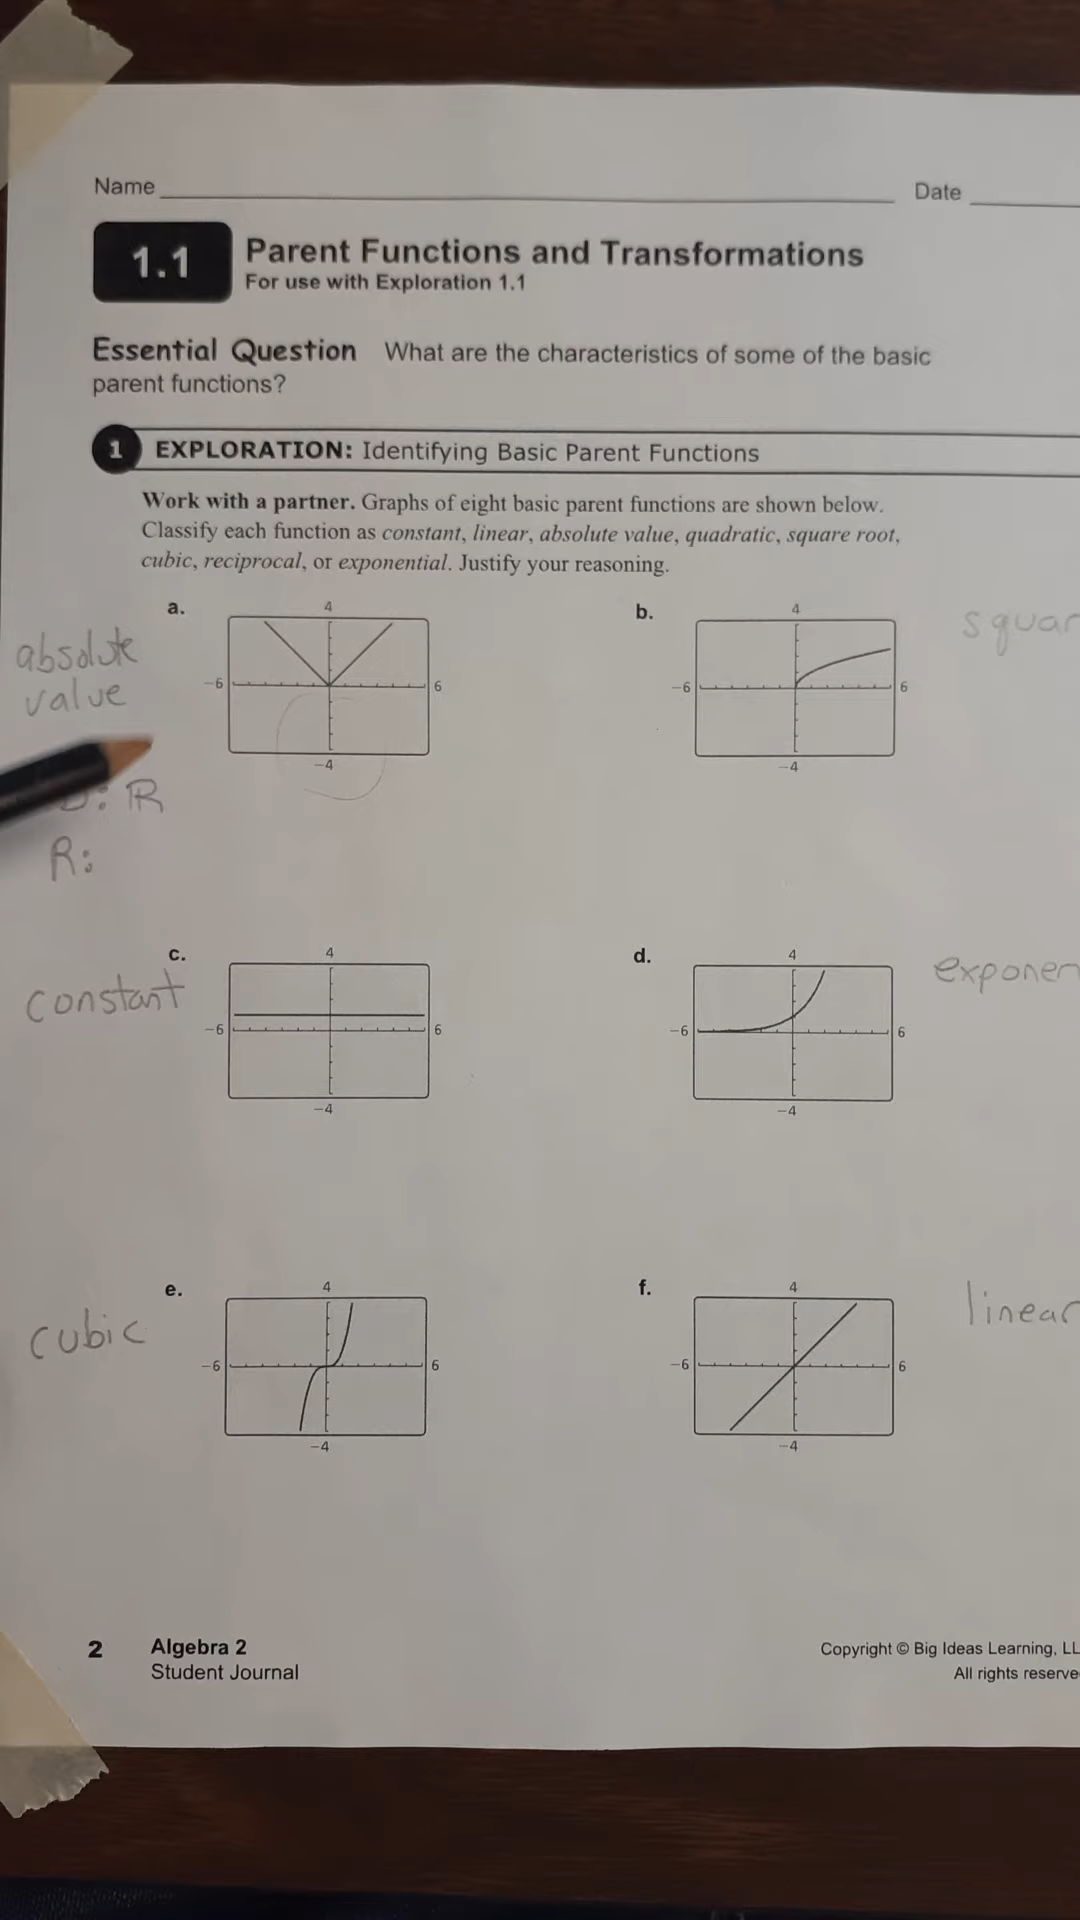 Name Date
1.1 Parent Functions and Transformations
For use with Exploration 1.1
Essential Question What are the characteristics of some of the basic
parent functions?
1 EXPLORATION: Identifying Basic Parent Functions
Work with a partner. Graphs of eight basic parent functions are shown below.
Classify each function as constant, linear, absolute value, quadratic, square root,
cubic, reciprocal, or exponential. Justify your reasoning.
a.
absolute
value
4
-6
6
-4
D: ℝ
R:
b.
4
-6
6
-4
squar
c.
constant
4
-6
6
-4
d.
4
-6
6
-4
exponen
e.
cubic
4
-6
6
-4
f.
4
-6
6
-4
linear
2 Algebra 2
Student Journal
Copyright © Big Ideas Learning, LL
All rights reserve